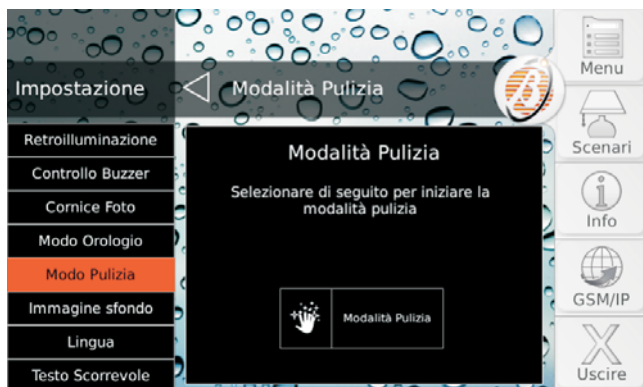 Impostazione
Modalità Pulizia
Retroilluminazione
Controllo Buzzer
Cornice Foto
Modo Orologio
Modo Pulizia
Immagine sfondo
Lingua
Testo Scorrevole
Modalità Pulizia
Selezionare di seguito per iniziare la
modalità pulizia
Modalità Pulizia
Menu
Scenari
Info
GSM/IP
Uscire